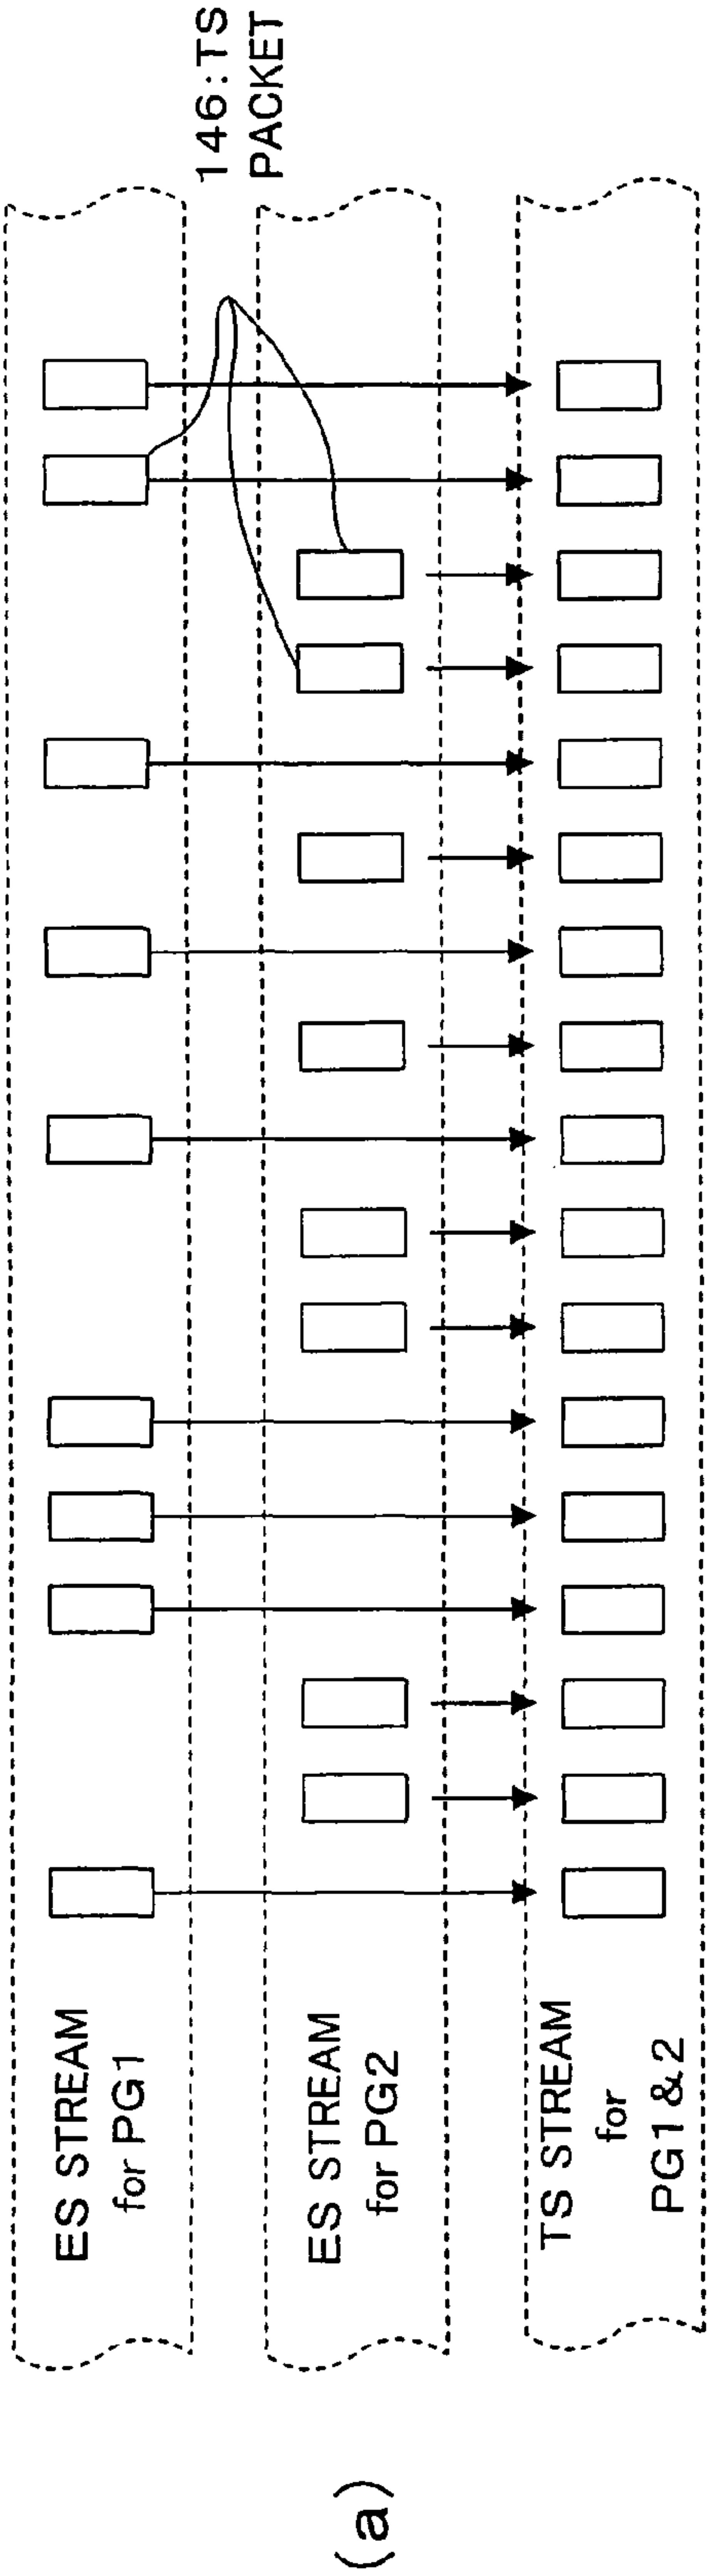 146:TS
PACKET
ES STREAM
for PG1
ES STREAM
for PG2
TS STREAM
for
PG1&2
(a)